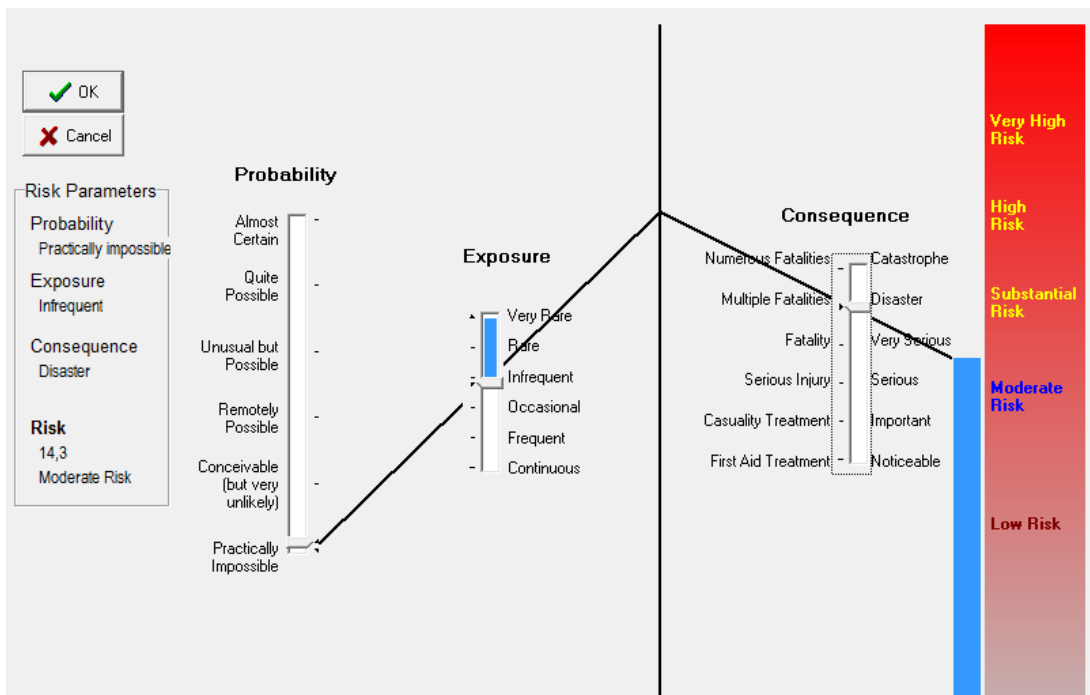 OK
Cancel
Risk Parameters
Probability
Practically impossible
Exposure
Infrequent
Consequence
Disaster
Risk
14,3
Moderate Risk
Probability
Almost
Certain
Quite
Possible
Unusual but
Possible
Remotely
Possible
Conceivable
(but very
unlikely)
Practically
Impossible
Exposure
Very Rare
Rare
Infrequent
Occasional
Frequent
Continuous
Consequence
Numerous Fatalities Catastrophe
Multiple Fatalities Disaster
Fatality Very Serious
Serious Injury Serious
Casuality Treatment Important
First Aid Treatment Noticeable
Very High
Risk
High
Risk
Substantial
Risk
Moderate
Risk
Low Risk